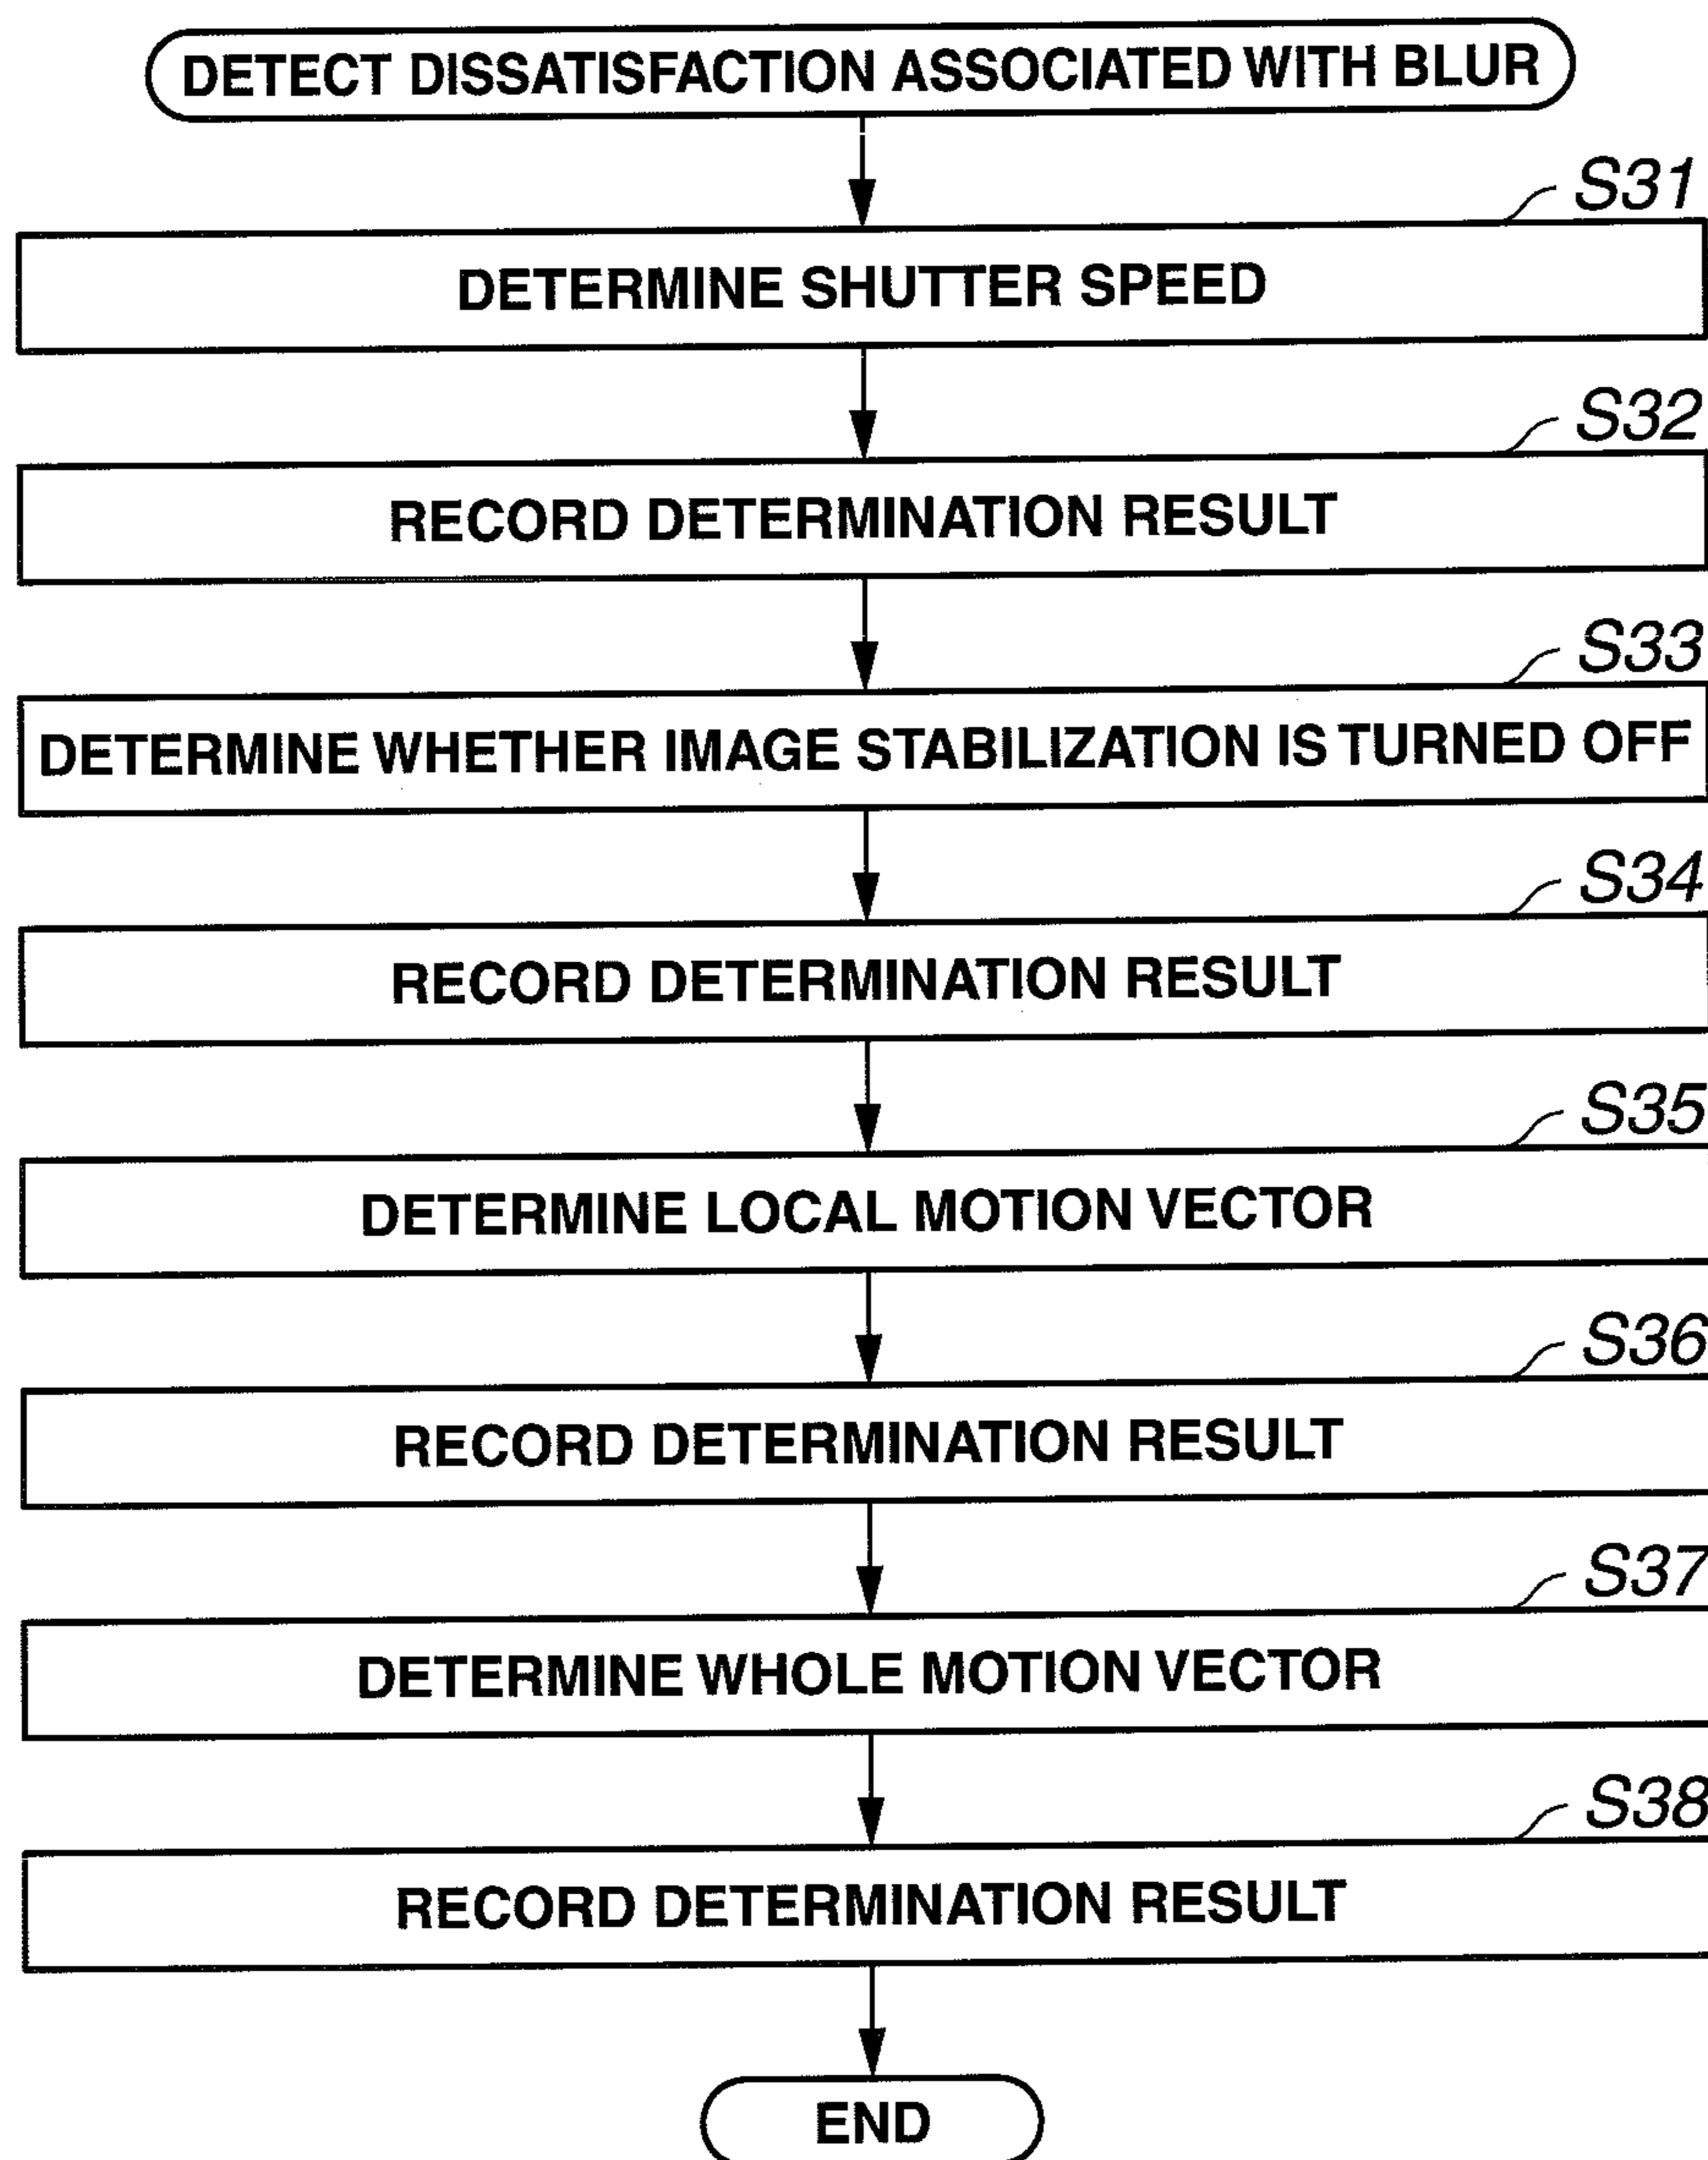 DETECT DISSATISFACTION ASSOCIATED WITH BLUR
S31
DETERMINE SHUTTER SPEED
S32
RECORD DETERMINATION RESULT
S33
DETERMINE WHETHER IMAGE STABILIZATION IS TURNED OFF
S34
RECORD DETERMINATION RESULT
S35
DETERMINE LOCAL MOTION VECTOR
S36
RECORD DETERMINATION RESULT
S37
DETERMINE WHOLE MOTION VECTOR
S38
RECORD DETERMINATION RESULT
END